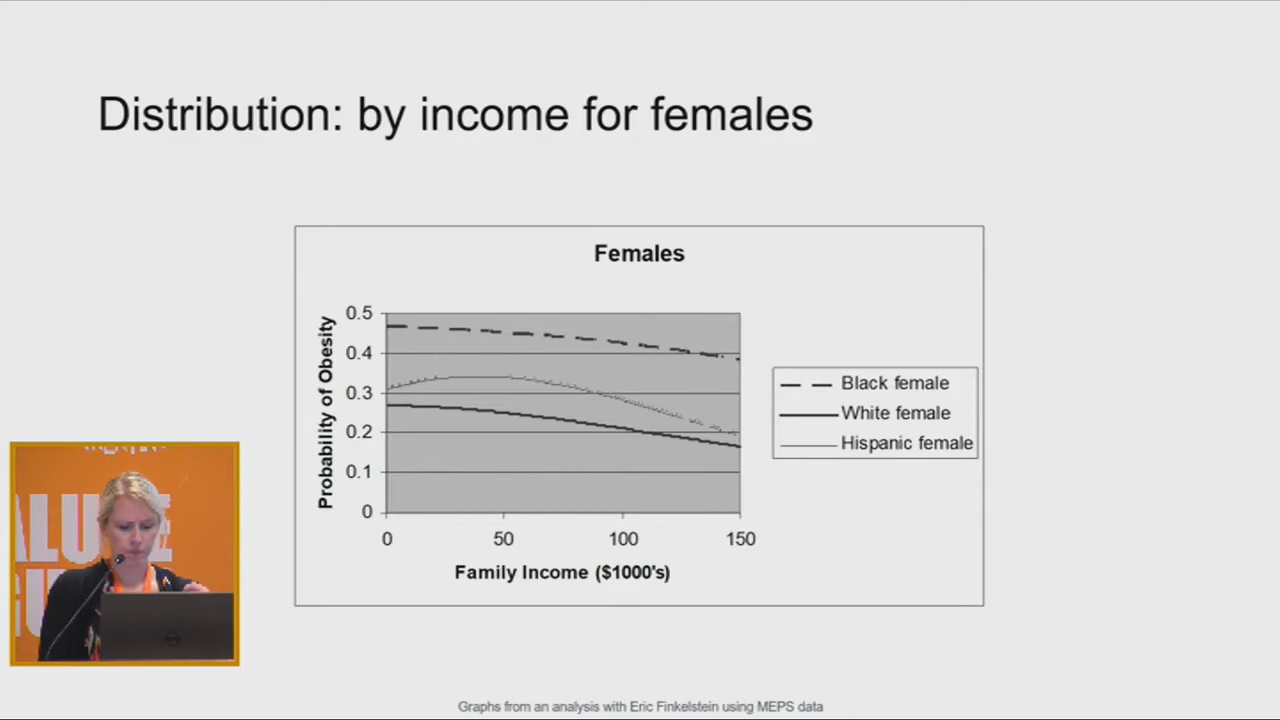 Distribution: by income for females
Females
Probability of Obesity
0.5
0.4
0.3
0.2
0.1
0
0 50 100 150
Family Income ($1000's)
Black female
White female
Hispanic female
ALUE
Graphs from an analysis with Eric Finkelstein using MEPS data